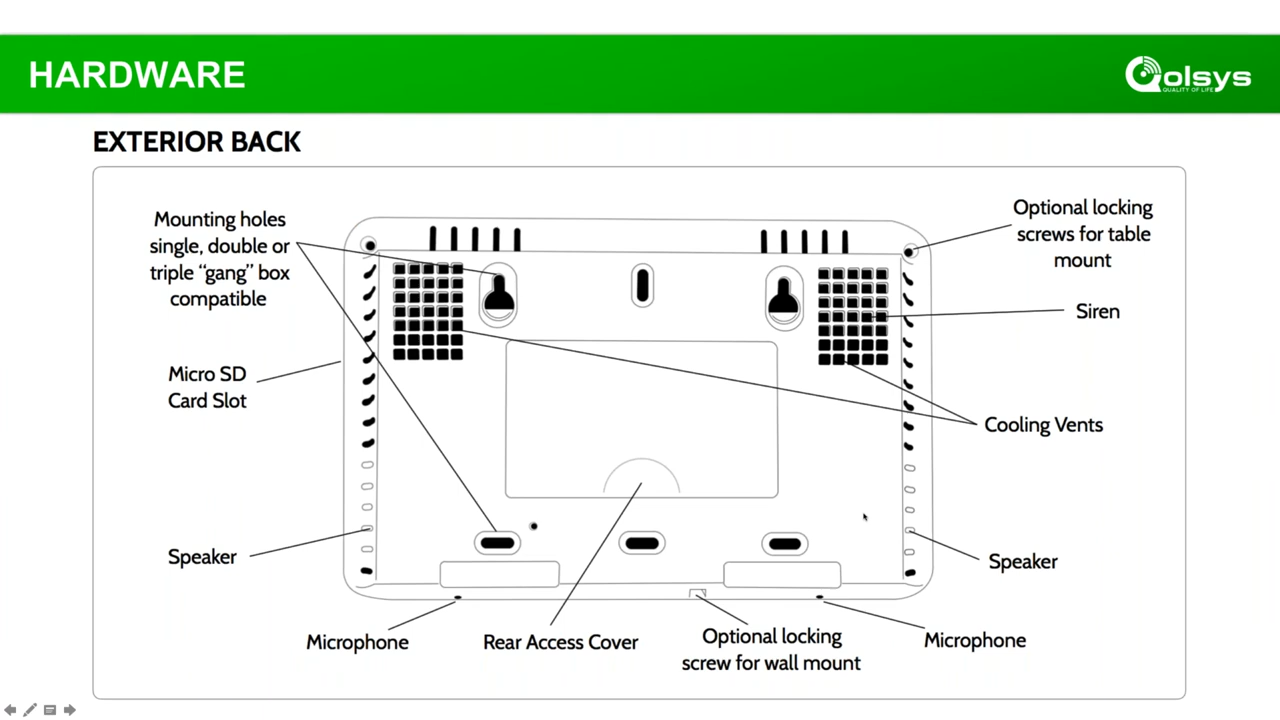 HARDWARE
Qolsys
QUALITY OF LIFE
EXTERIOR BACK
Mounting holes
single, double or
triple “gang” box
compatible
Optional locking
screws for table
mount
Siren
Micro SD
Card Slot
Cooling Vents
Speaker
Speaker
Microphone
Rear Access Cover
Optional locking
screw for wall mount
Microphone